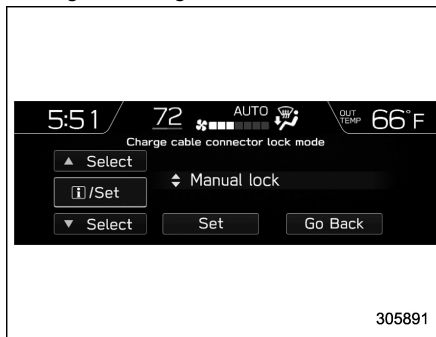 5:51 72 AUTO OUT TEMP 66°F
Charge cable connector lock mode
▲ Select
i/Set
Manual lock
▼ Select Set Go Back
305891